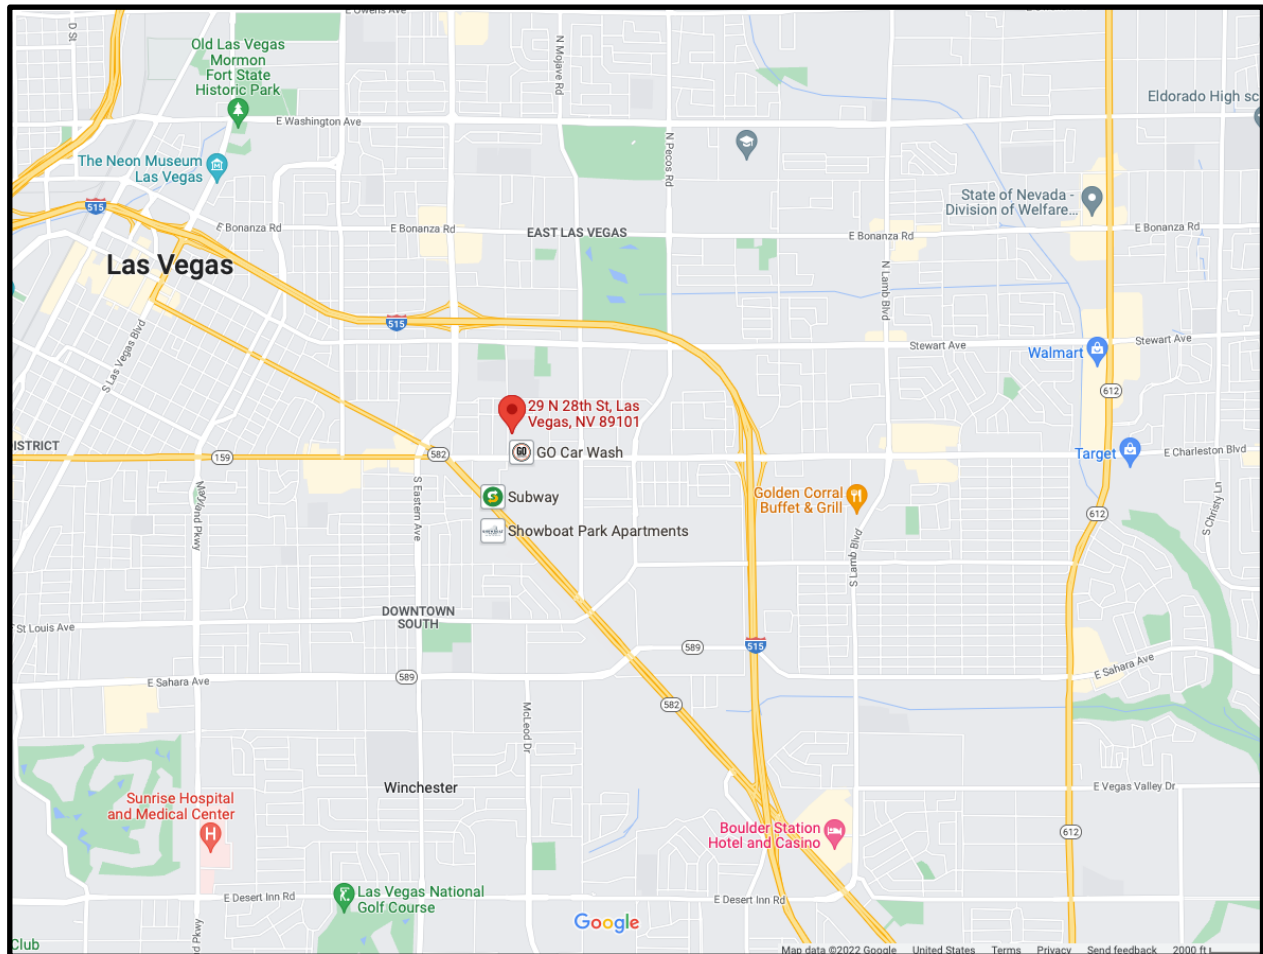 E Owens Ave
D St
Old Las Vegas
Mormon
Fort State
Historic Park
N Mojave Rd
Eldorado High sc
E Washington Ave
N Pecos Rd
The Neon Museum
Las Vegas
State of Nevada -
Division of Welfare...
515
E Bonanza Rd
E Bonanza Rd
EAST LAS VEGAS
E Bonanza Rd
E Bonanza Rd
Las Vegas
N Lamb Blvd
515
S Las Vegas Blvd
Stewart Ave
Walmart
Stewart Ave
612
29 N 28th St, Las
Vegas, NV 89101
ISTRICT
159
582
GO
GO Car Wash
Target
E Charleston Blvd
Maryland Pkwy
S Eastern Ave
Subway
Golden Corral
Buffet & Grill
612
S Christy Ln
Showboat Park Apartments
S Lamb Blvd
DOWNTOWN
SOUTH
St Louis Ave
589
515
E Sahara Ave
589
E Sahara Ave
582
McLeod Dr
Winchester
E Vegas Valley Dr
Sunrise Hospital
and Medical Center
H
Boulder Station
Hotel and Casino
612
E Desert Inn Rd
Las Vegas National
Golf Course
E Desert Inn Rd
Google
d Pkwy
Club
Map data ©2022 Google United States Terms Privacy Send feedback 2000 ft